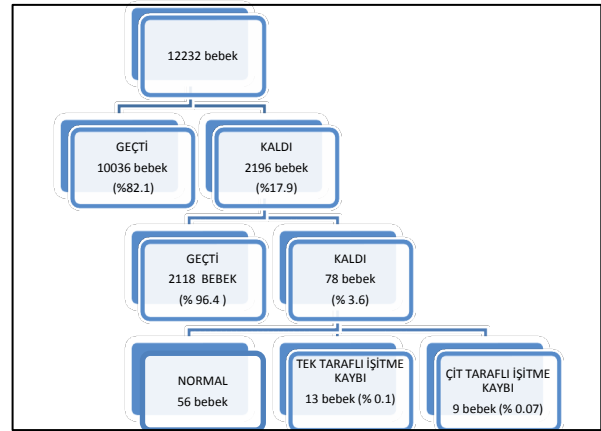 12232 bebek
GEÇTİ
10036 bebek
(%82.1)
KALDI
2196 bebek
(%17.9)
GEÇTİ
2118 BEBEK
(% 96.4 )
KALDI
78 bebek
(% 3.6)
NORMAL
56 bebek
TEK TARAFLI İŞİTME
KAYBI
13 bebek (% 0.1)
ÇİT TARAFLI İŞİTME
KAYBI
9 bebek (% 0.07)